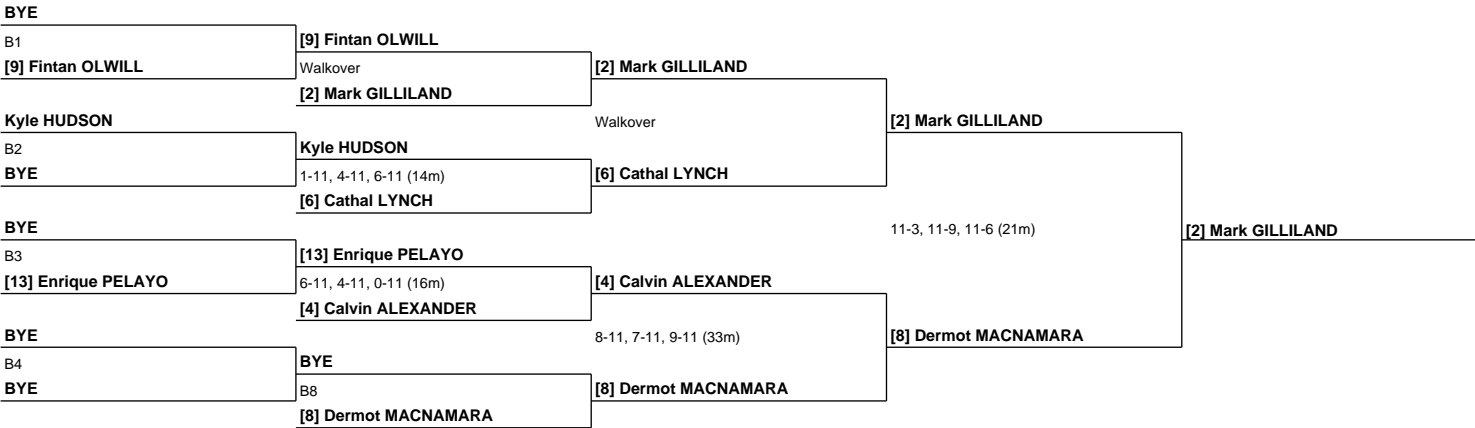 BYE
B1
[9] Fintan OLWILL
Kyle HUDSON
B2
BYE
BYE
B3
[13] Enrique PELAYO
BYE
B4
BYE
[9] Fintan OLWILL
Walkover
[2] Mark GILLILAND
Kyle HUDSON
1-11, 4-11, 6-11 (14m)
[6] Cathal LYNCH
[13] Enrique PELAYO
6-11, 4-11, 0-11 (16m)
[4] Calvin ALEXANDER
BYE
B8
[8] Dermot MACNAMARA
[2] Mark GILLILAND
Walkover
[6] Cathal LYNCH
[4] Calvin ALEXANDER
8-11, 7-11, 9-11 (33m)
[8] Dermot MACNAMARA
[2] Mark GILLILAND
11-3, 11-9, 11-6 (21m)
[8] Dermot MACNAMARA
[2] Mark GILLILAND